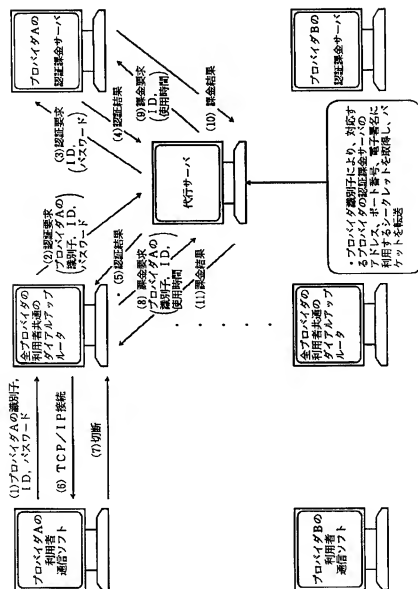 プロバイダAの
認証課金サーバ
プロバイダBの
認証課金サーバ
(3)認証要求
(ID,
パスワード)
(4)認証結果
(9)課金要求
(ID,
使用時間)
(10) 課金結果
代行サーバ
・プロバイダ識別子により、対応す
るプロバイダの認証課金サーバの
アドレス、ポート番号、電子署名に
利用するシークレットを取得し、パ
ケットを転送
(2)認証要求
(プロバイダAの
識別子, ID,
パスワード)
(5)認証結果
(8) 課金要求
(プロバイダAの
識別子, ID,
使用時間)
(11)課金結果
全プロバイダの
利用者共通の
ダイアルアップ
ルータ
全プロバイダの
利用者共通の
ダイアルアップ
ルータ
(1)プロバイダAの識別子,
ID, パスワード
(6) TCP/IP接続
(7)切断
プロバイダAの
利用者
通信ソフト
プロバイダBの
利用者
通信ソフト